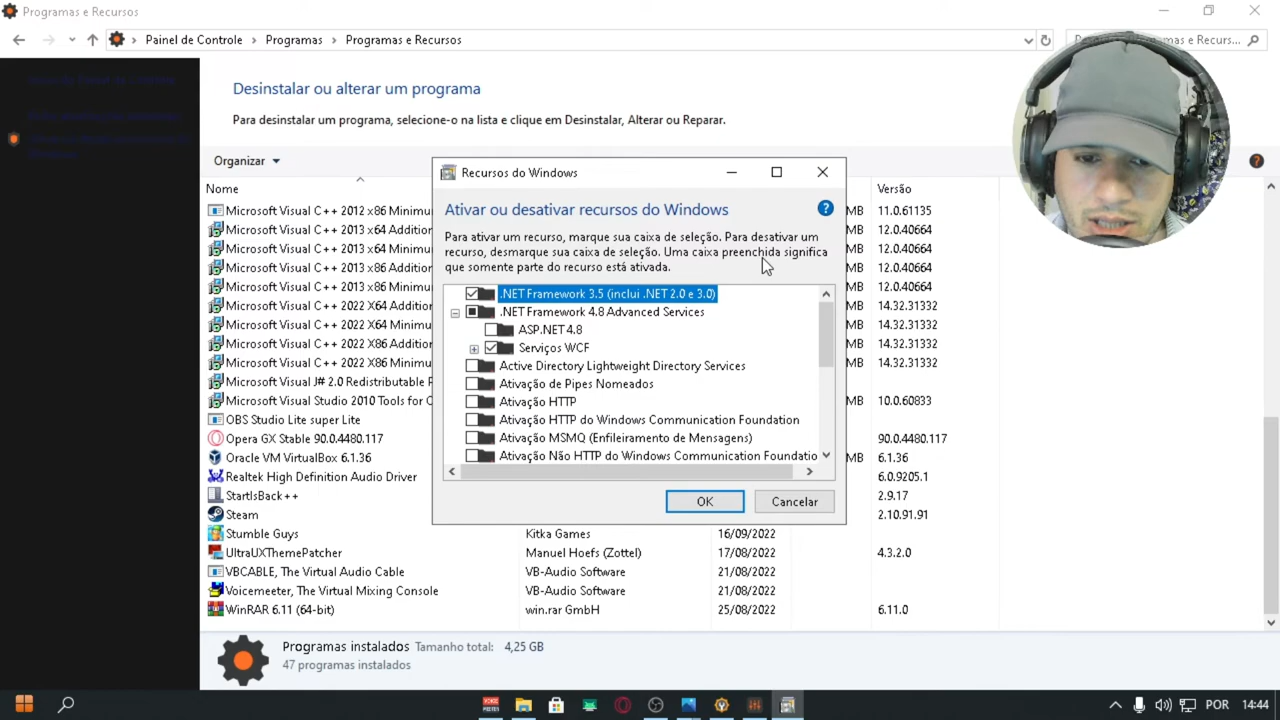 Programas e Recursos
Painel de Controle > Programas > Programas e Recursos
ramas e Recurs...
Desinstalar ou alterar um programa
Para desinstalar um programa, selecione-o na lista e clique em Desinstalar, Alterar ou Reparar.
Organizar
Nome
Versão
Microsoft Visual C++ 2012 x86 Minimu
MB
11.0.61135
Microsoft Visual C++ 2013 x64 Addition
MB
12.0.40664
Microsoft Visual C++ 2013 x64 Minimu
MB
12.0.40664
Microsoft Visual C++ 2013 x86 Addition
MB
12.0.40664
Microsoft Visual C++ 2013 x86 Minimu
MB
12.0.40664
Microsoft Visual C++ 2022 X64 Addition
MB
14.32.31332
Microsoft Visual C++ 2022 X64 Minimu
MB
14.32.31332
Microsoft Visual C++ 2022 X86 Addition
MB
14.32.31332
Microsoft Visual C++ 2022 X86 Minimu
MB
14.32.31332
Microsoft Visual J# 2.0 Redistributable P
Microsoft Visual Studio 2010 Tools for C
MB
10.0.60833
OBS Studio Lite super Lite
Opera GX Stable 90.0.4480.117
90.0.4480.117
Oracle VM VirtualBox 6.1.36
MB
6.1.36
Realtek High Definition Audio Driver
6.0.9205.1
StartIsBack++
2.9.17
Steam
2.10.91.91
Stumble Guys
Kitka Games
16/09/2022
UltraUXThemePatcher
Manuel Hoefs (Zottel)
17/08/2022
4.3.2.0
VBCABLE, The Virtual Audio Cable
VB-Audio Software
21/08/2022
Voicemeeter, The Virtual Mixing Console
VB-Audio Software
21/08/2022
WinRAR 6.11 (64-bit)
win.rar GmbH
25/08/2022
6.11.0
Recursos do Windows
Ativar ou desativar recursos do Windows
Para ativar um recurso, marque sua caixa de seleção. Para desativar um
recurso, desmarque sua caixa de seleção. Uma caixa preenchida significa
que somente parte do recurso está ativada.
.NET Framework 3.5 (inclui .NET 2.0 e 3.0)
.NET Framework 4.8 Advanced Services
ASP.NET 4.8
Serviços WCF
Active Directory Lightweight Directory Services
Ativação de Pipes Nomeados
Ativação HTTP
Ativação HTTP do Windows Communication Foundation
Ativação MSMQ (Enfileiramento de Mensagens)
Ativação Não HTTP do Windows Communication Foundatio
OK
Cancelar
Programas instalados Tamanho total: 4,25 GB
47 programas instalados
POR
14:44